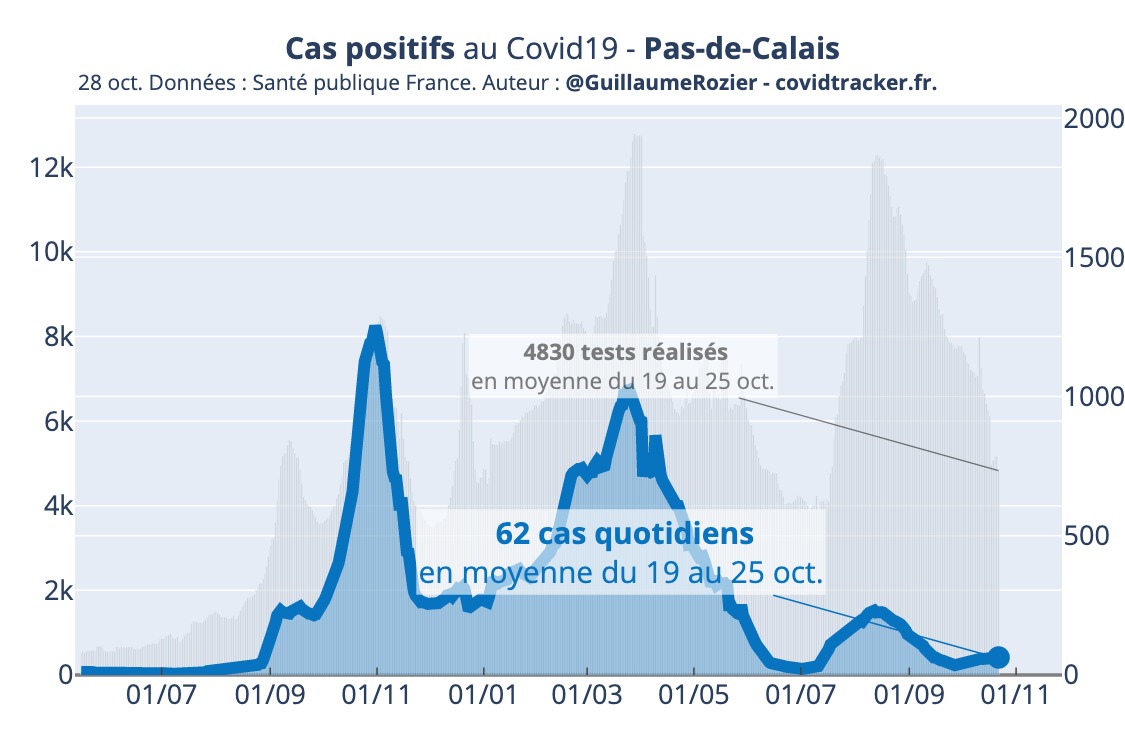 Cas positifs au Covid19 - Pas-de-Calais
28 oct. Données : Santé publique France. Auteur : @GuillaumeRozier - covidtracker.fr.
2000
12k
10k
1500
8k
4830 tests réalisés
en moyenne du 19 au 25 oct.
1000
6k
4k
62 cas quotidiens
500
en moyenne du 19 au 25 oct.
2k
0
0
01/07 01/09 01/11 01/01 01/03 01/05 01/07 01/09 01/11